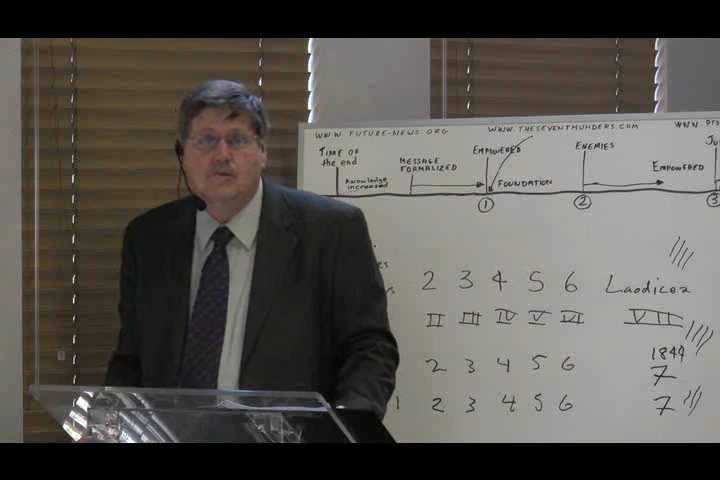 WWW.FUTURE-NEWS.ORG WWW.THESEVENTHUNDERS.COM WWW.
TIME OF the end
knowledge increased
MESSAGE FORMALIZED
EMPOWERED
FOUNDATION
ENEMIES
EMPOWERED
1 2 3
2 3 4 5 6 Laodicea
II III IV V VI VII
1844
2 3 4 5 6 7
1 2 3 4 5 6 7